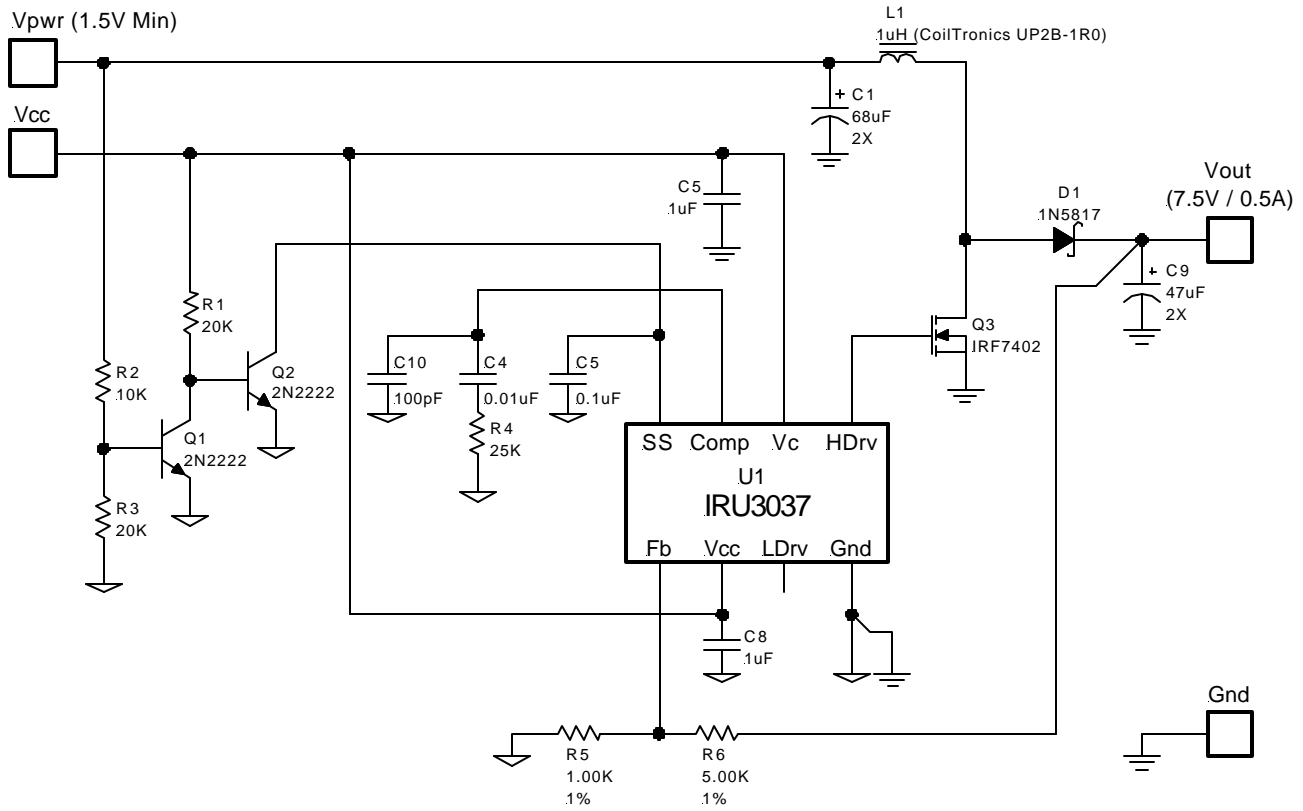 Vpwr (1.5V Min)
L1
1uH (CoilTronics UP2B-1R0)
Vcc
C1
68uF
2X
C5
1uF
D1
1N5817
Vout
(7.5V / 0.5A)
C9
47uF
2X
R1
20K
Q3
IRF7402
R2
10K
Q2
2N2222
C10
100pF
C4
0.01uF
C5
0.1uF
Q1
2N2222
R4
25K
SS Comp Vc HDrv
U1
IRU3037
R3
20K
Fb Vcc LDrv Gnd
C8
1uF
Gnd
R5
1.00K
1%
R6
5.00K
1%